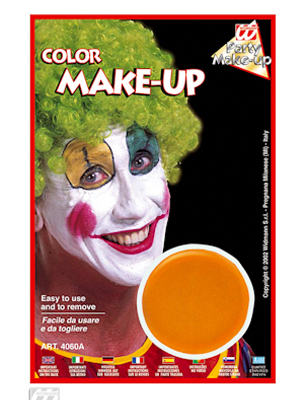 COLOR
MAKE-UP
Party
Make-Up
Copyright © 2002 Widmann S.r.l. - Pregnana Milanese (MI) - Italy
Easy to use
and to remove
Facile da usare
e da togliere
ART. 4060A